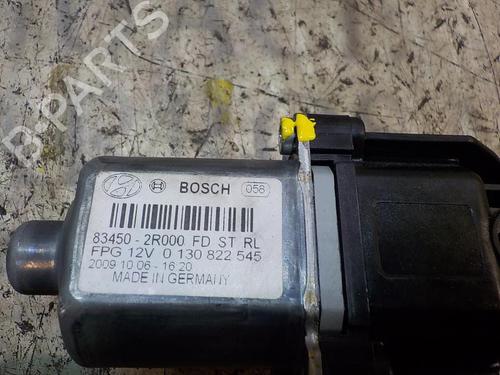 BOSCH 058
83450 - 2R000 FD ST RL
FPG 12V 0 130 822 545
2009 10 06 - 16 20
MADE IN GERMANY
B-PARTS